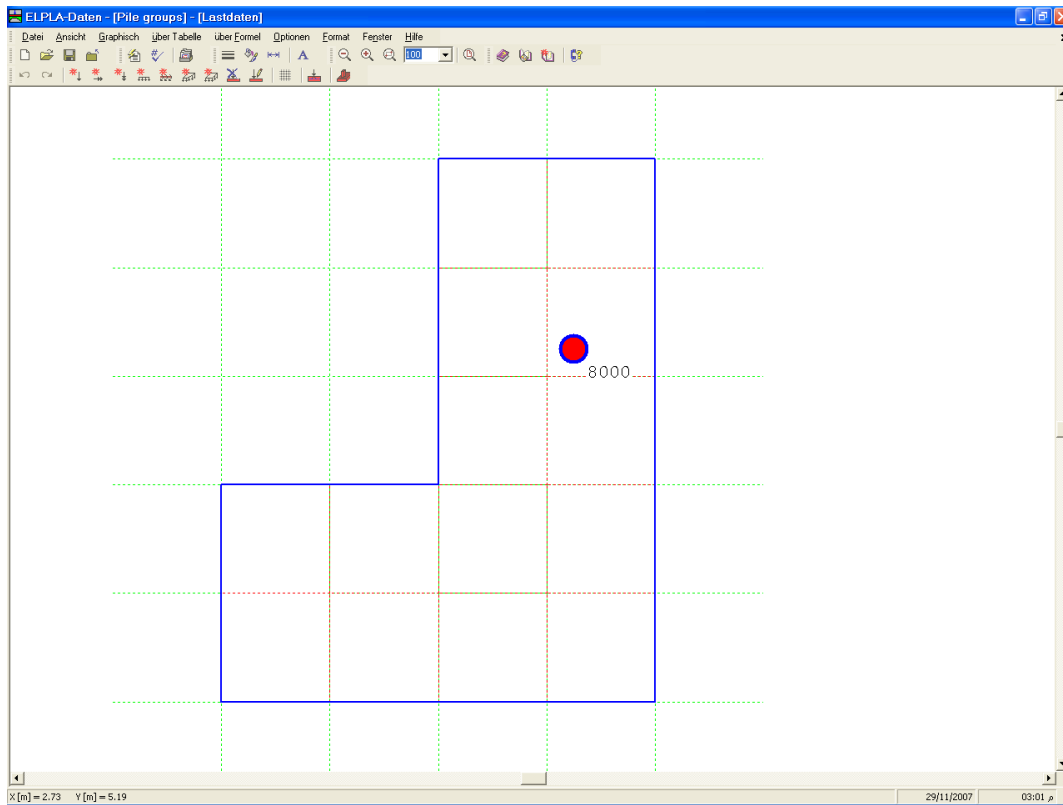 ELPLA-Daten - [Pile groups] - [Lastdaten]
Datei Ansicht Graphisch über Tabelle über Formel Optionen Format Fenster Hilfe
100
8000
X [m] = 2.73 Y [m] = 5.19 29/11/2007 03:01 م